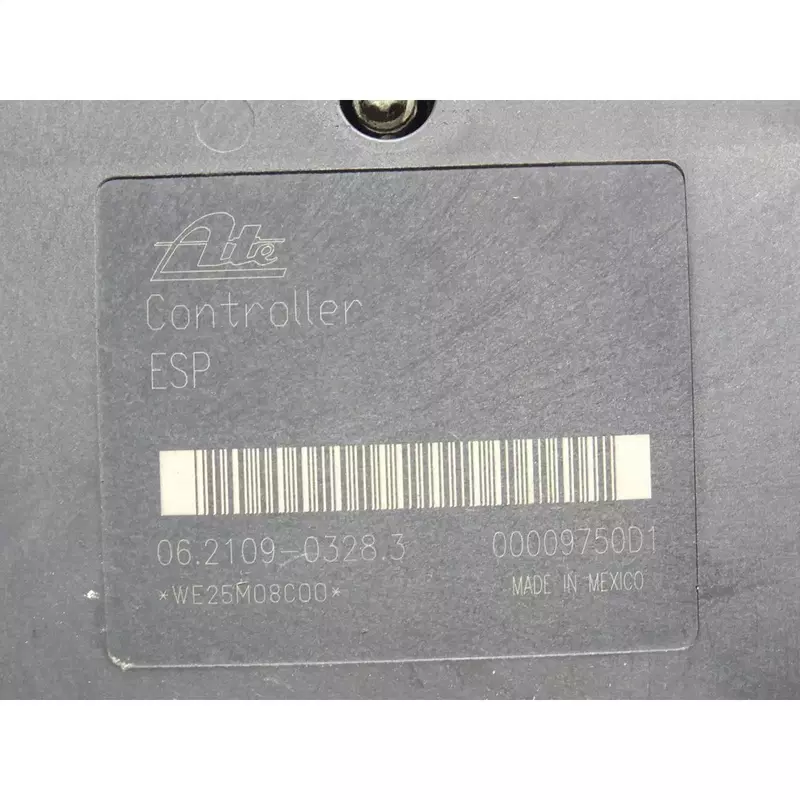 Ate
Controller
ESP
06.2109-0328.3 00009750D1
*WE25M08C00* MADE IN MEXICO